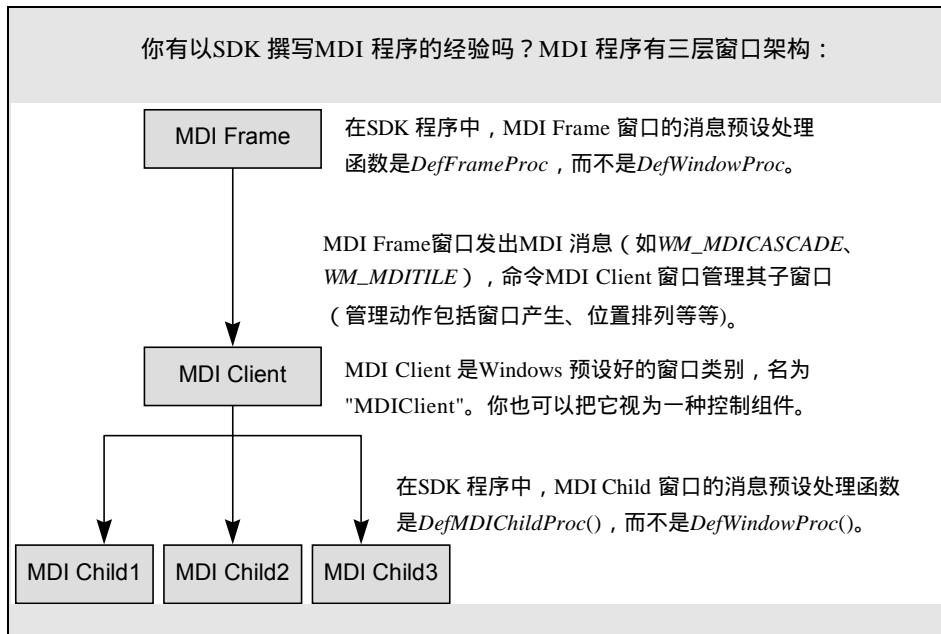 你有以SDK 撰写MDI 程序的经验吗？MDI 程序有三层窗口架构：
MDI Frame
在SDK 程序中，MDI Frame 窗口的消息预设处理
函数是DefFrameProc，而不是DefWindowProc。
MDI Frame窗口发出MDI 消息（如WM_MDICASCADE、
WM_MDITILE），命令MDI Client 窗口管理其子窗口
（管理动作包括窗口产生、位置排列等等)。
MDI Client
MDI Client 是Windows 预设好的窗口类别，名为
"MDIClient"。你也可以把它视为一种控制组件。
在SDK 程序中，MDI Child 窗口的消息预设处理函数
是DefMDIChildProc()，而不是DefWindowProc()。
MDI Child1
MDI Child2
MDI Child3